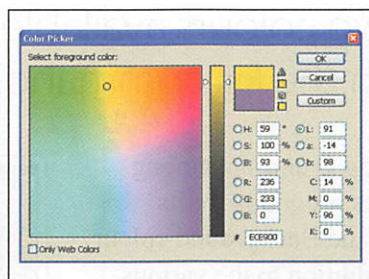 Color Picker
Select foreground color:
OK
Cancel
Custom
H: 59 ° L: 91
S: 100 % a: -14
B: 93 % b: 98
R: 236 C: 14 %
G: 233 M: 0 %
B: 0 Y: 96 %
# ECE900 K: 0 %
Only Web Colors